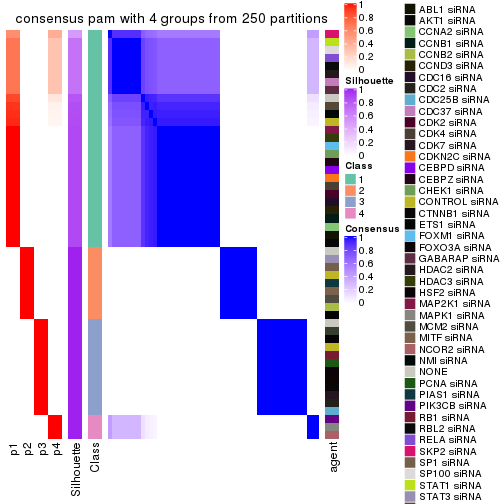 consensus pam with 4 groups from 250 partitions
p1
p2
p3
p4
Silhouette
Class
agent
1
0.8
0.6
0.4
0.2
0
Silhouette
1
0.8
0.6
0.4
0.2
0
Class
1
2
3
4
Consensus
1
0.8
0.6
0.4
0.2
0
ABL1 siRNA
AKT1 siRNA
CCNA2 siRNA
CCNB1 siRNA
CCNB2 siRNA
CCND3 siRNA
CDC16 siRNA
CDC2 siRNA
CDC25B siRNA
CDC37 siRNA
CDK2 siRNA
CDK4 siRNA
CDK7 siRNA
CDKN2C siRNA
CEBPD siRNA
CEBPZ siRNA
CHEK1 siRNA
CONTROL siRNA
CTNNB1 siRNA
ETS1 siRNA
FOXM1 siRNA
FOXO3A siRNA
GABARAP siRNA
HDAC2 siRNA
HDAC3 siRNA
HSF2 siRNA
MAP2K1 siRNA
MAPK1 siRNA
MCM2 siRNA
MITF siRNA
NCOR2 siRNA
NMI siRNA
NONE
PCNA siRNA
PIAS1 siRNA
PIK3CB siRNA
RB1 siRNA
RBL2 siRNA
RELA siRNA
SKP2 siRNA
SP1 siRNA
SP100 siRNA
STAT1 siRNA
STAT3 siRNA